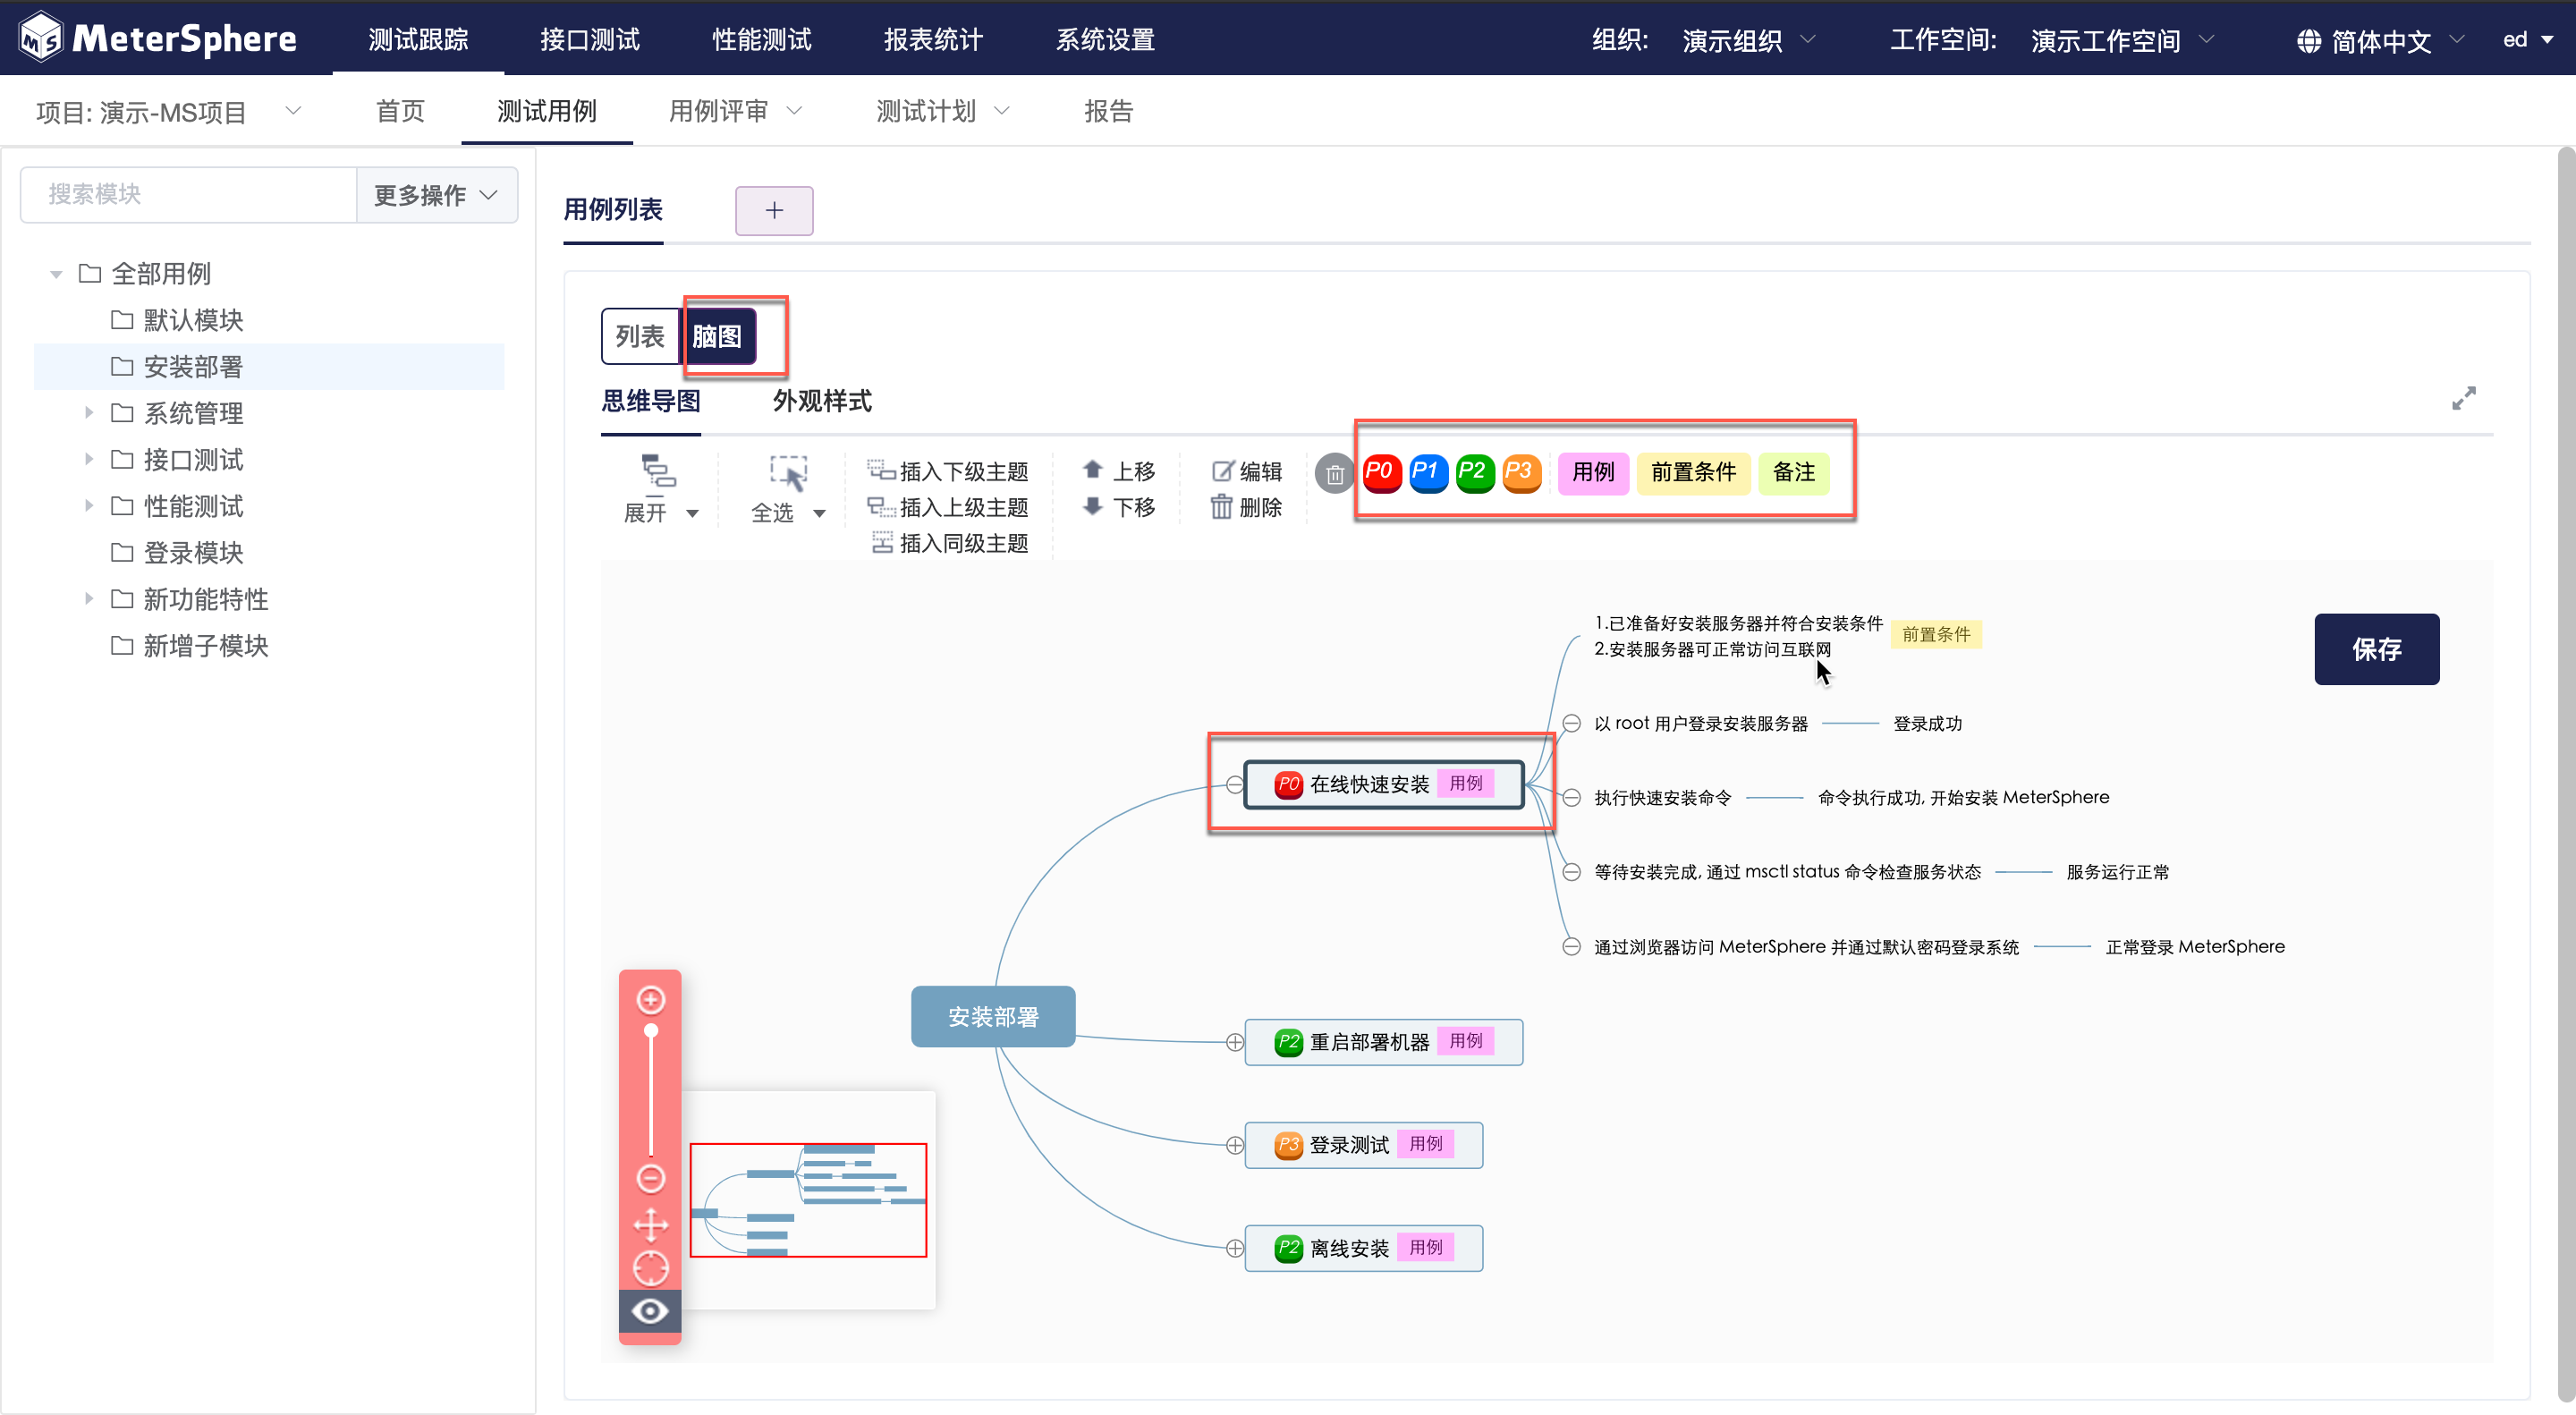 MS MeterSphere 测试跟踪 接口测试 性能测试 报表统计 系统设置 组织: 演示组织 工作空间: 演示工作空间 简体中文 ed
项目: 演示-MS项目 首页 测试用例 用例评审 测试计划 报告
搜索模块 更多操作
全部用例
默认模块
安装部署
系统管理
接口测试
性能测试
登录模块
新功能特性
新增子模块
用例列表 +
列表 脑图
思维导图 外观样式
展开 全选
插入下级主题
插入上级主题
插入同级主题
上移
下移
编辑
删除
P0 P1 P2 P3 用例 前置条件 备注
保存
1.已准备好安装服务器并符合安装条件 前置条件
2.安装服务器可正常访问互联网
以 root 用户登录安装服务器 登录成功
P0 在线快速安装 用例
执行快速安装命令 命令执行成功, 开始安装 MeterSphere
等待安装完成, 通过 msctl status 命令检查服务状态 服务运行正常
通过浏览器访问 MeterSphere 并通过默认密码登录系统 正常登录 MeterSphere
安装部署
P2 重启部署机器 用例
P3 登录测试 用例
P2 离线安装 用例